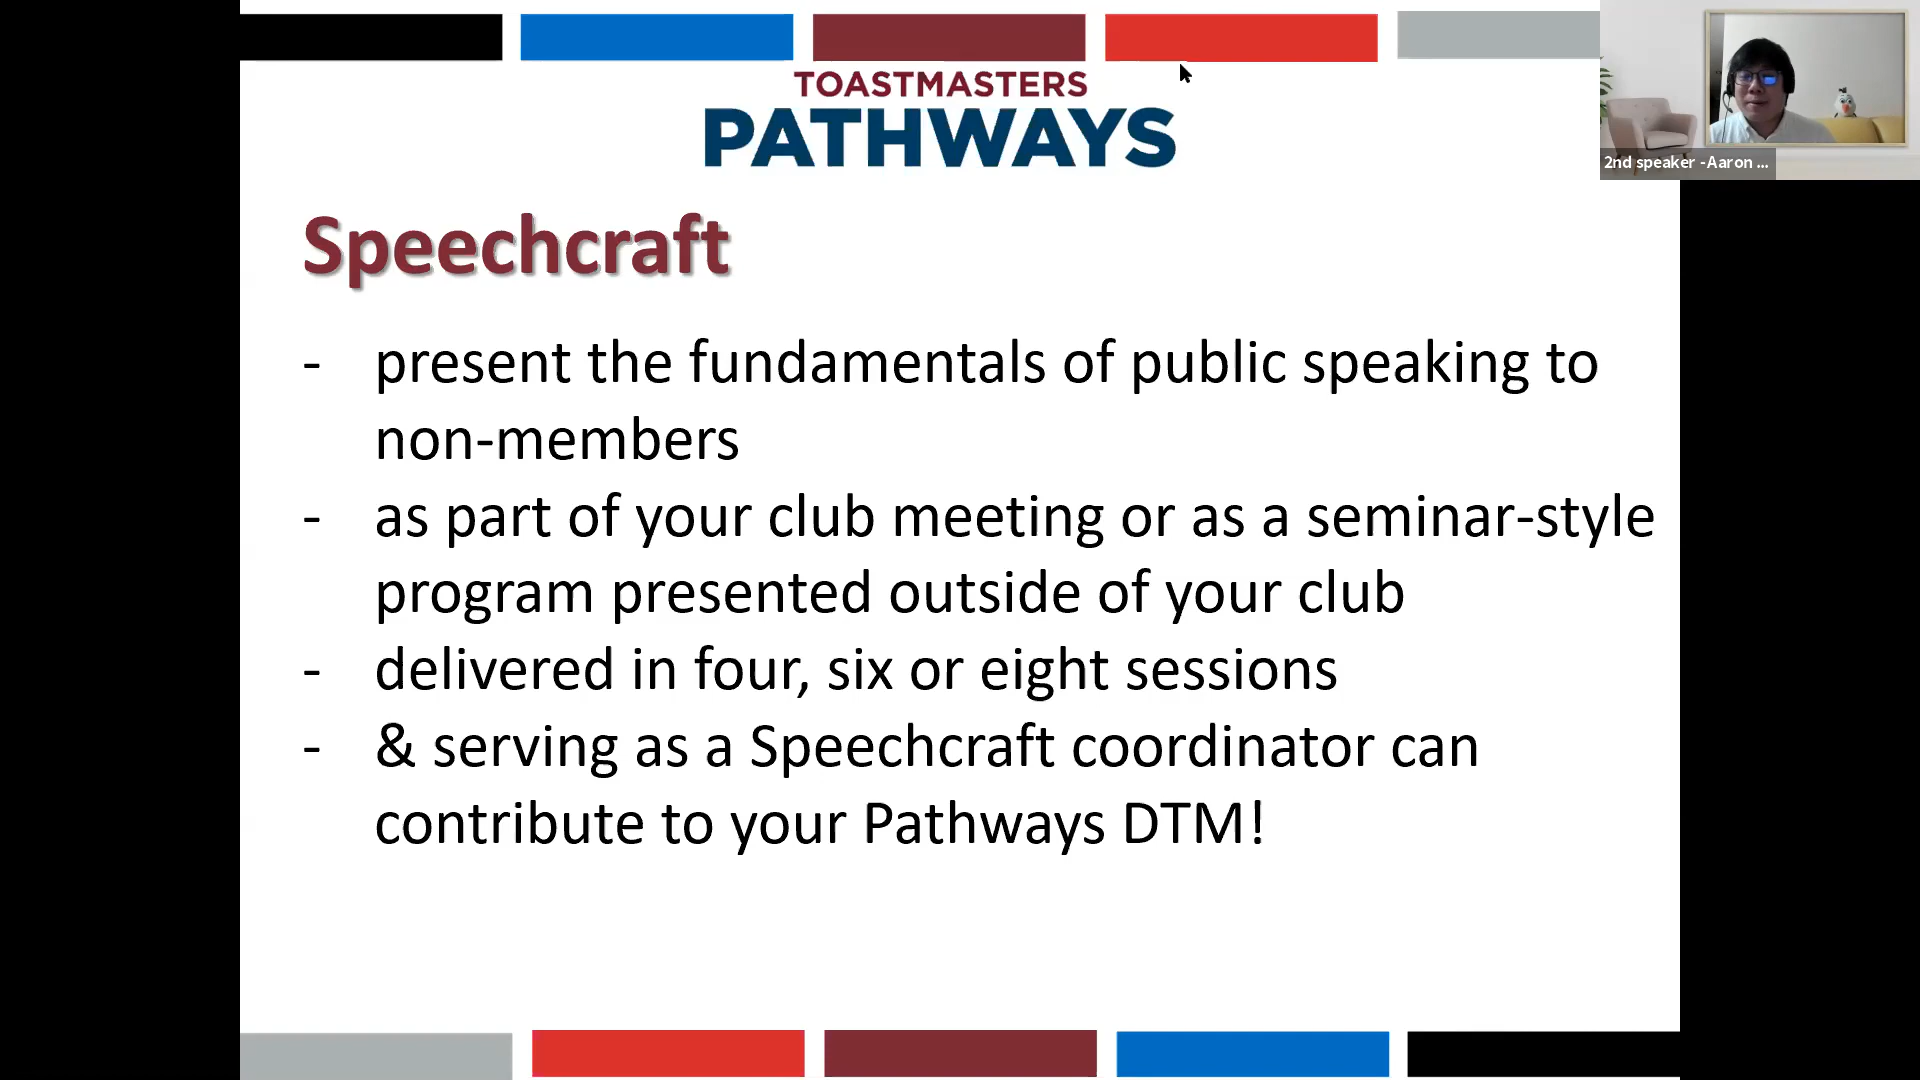 TOASTMASTERS
PATHWAYS
2nd speaker -Aaron ...
Speechcraft
- present the fundamentals of public speaking to
non-members
- as part of your club meeting or as a seminar-style
program presented outside of your club
- delivered in four, six or eight sessions
- & serving as a Speechcraft coordinator can
contribute to your Pathways DTM!